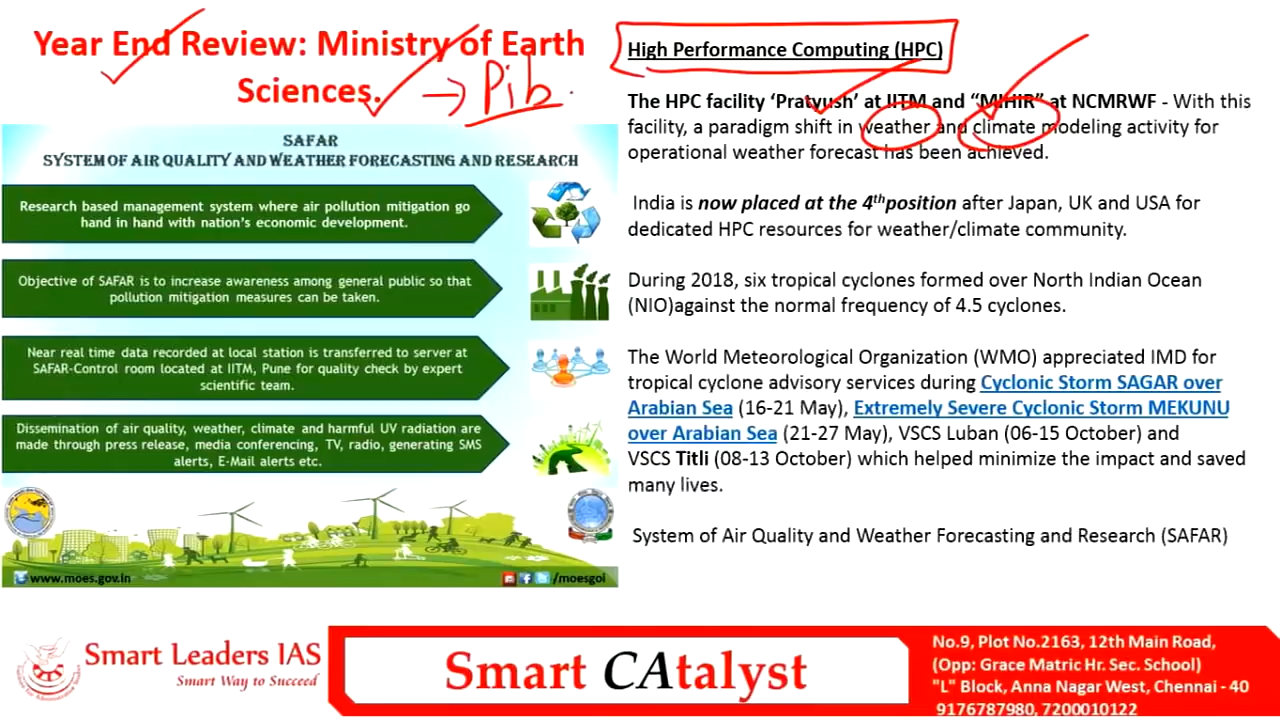 Year End Review: Ministry of Earth
Sciences.
→ Pib.
SAFAR
SYSTEM OF AIR QUALITY AND WEATHER FORECASTING AND RESEARCH
Research based management system where air pollution mitigation go
hand in hand with nation's economic development.
Objective of SAFAR is to increase awareness among general public so that
pollution mitigation measures can be taken.
Near real time data recorded at local station is transferred to server at
SAFAR-Control room located at IITM, Pune for quality check by expert
scientific team.
Dissemination of air quality, weather, climate and harmful UV radiation are
made through press release, media conferencing, TV, radio, generating SMS
alerts, E-Mail alerts etc.
www.moes.gov.in
/moesgoi
High Performance Computing (HPC)
The HPC facility ‘Pratyush’ at IITM and “MIHIR” at NCMRWF - With this
facility, a paradigm shift in weather and climate modeling activity for
operational weather forecast has been achieved.
India is now placed at the 4thposition after Japan, UK and USA for
dedicated HPC resources for weather/climate community.
During 2018, six tropical cyclones formed over North Indian Ocean
(NIO)against the normal frequency of 4.5 cyclones.
The World Meteorological Organization (WMO) appreciated IMD for
tropical cyclone advisory services during Cyclonic Storm SAGAR over
Arabian Sea (16-21 May), Extremely Severe Cyclonic Storm MEKUNU
over Arabian Sea (21-27 May), VSCS Luban (06-15 October) and
VSCS Titli (08-13 October) which helped minimize the impact and saved
many lives.
System of Air Quality and Weather Forecasting and Research (SAFAR)
Smart Leaders IAS
Smart Way to Succeed
Smart CAtalyst
No.9, Plot No.2163, 12th Main Road,
(Opp: Grace Matric Hr. Sec. School)
"L" Block, Anna Nagar West, Chennai - 40
9176787980, 7200010122